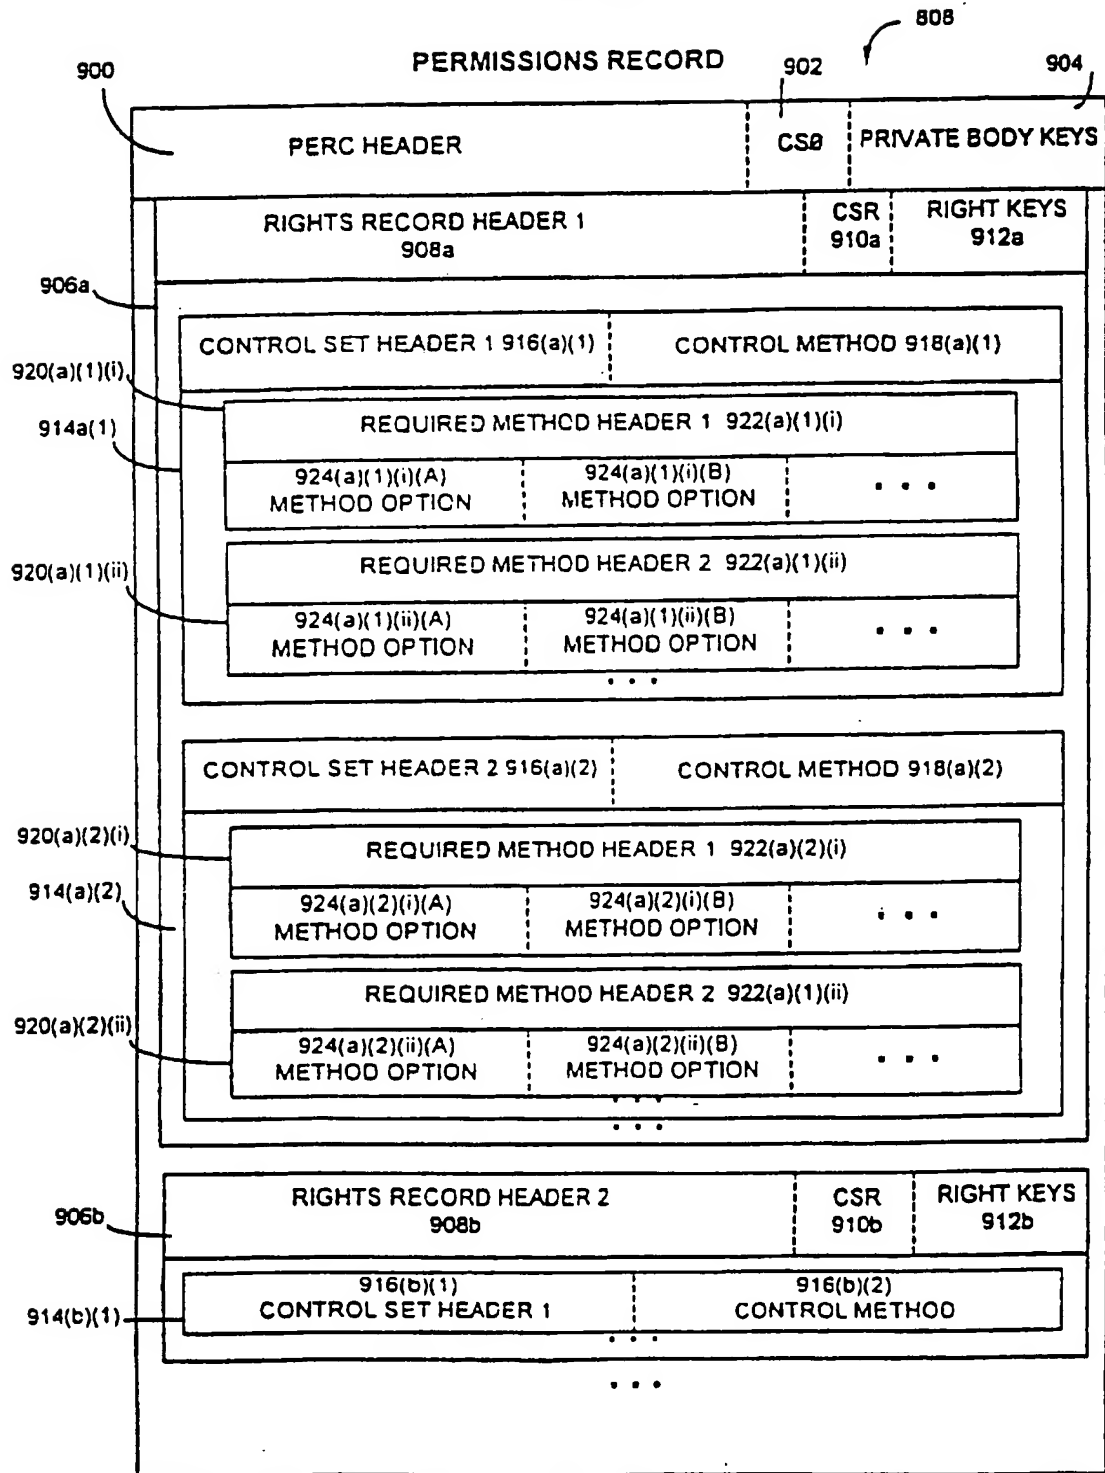 808
PERMISSIONS RECORD
900
902
904
PERC HEADER
CS0
PRIVATE BODY KEYS
RIGHTS RECORD HEADER 1
908a
CSR
910a
RIGHT KEYS
912a
906a
CONTROL SET HEADER 1 916(a)(1)
CONTROL METHOD 918(a)(1)
920(a)(1)(i)
REQUIRED METHOD HEADER 1 922(a)(1)(i)
914a(1)
924(a)(1)(i)(A)
METHOD OPTION
924(a)(1)(i)(B)
METHOD OPTION
• • •
REQUIRED METHOD HEADER 2 922(a)(1)(ii)
920(a)(1)(ii)
924(a)(1)(ii)(A)
METHOD OPTION
924(a)(1)(ii)(B)
METHOD OPTION
• • •
• • •
CONTROL SET HEADER 2 916(a)(2)
CONTROL METHOD 918(a)(2)
920(a)(2)(i)
REQUIRED METHOD HEADER 1 922(a)(2)(i)
914(a)(2)
924(a)(2)(i)(A)
METHOD OPTION
924(a)(2)(i)(B)
METHOD OPTION
• • •
REQUIRED METHOD HEADER 2 922(a)(1)(ii)
920(a)(2)(ii)
924(a)(2)(ii)(A)
METHOD OPTION
924(a)(2)(ii)(B)
METHOD OPTION
• • •
• • •
• • •
RIGHTS RECORD HEADER 2
908b
CSR
910b
RIGHT KEYS
912b
906b
916(b)(1)
CONTROL SET HEADER 1
916(b)(2)
CONTROL METHOD
914(b)(1)
• • •
• • •